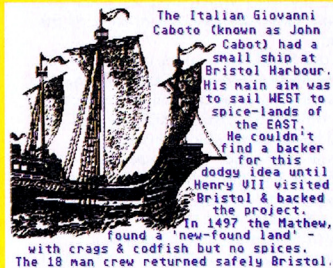 The Italian Giovanni
Caboto (known as John
Cabot) had a
small ship at
Bristol Harbour.
His main aim was
to sail WEST to
spice-lands of
the EAST.
He couldn't
find a backer
for this
dodgy idea until
Henry VII visited
Bristol & backed
the project.
In 1497 the Mathew,
found a 'new-found land' -
with crags & codfish but no spices.
The 18 man crew returned safely Bristol.